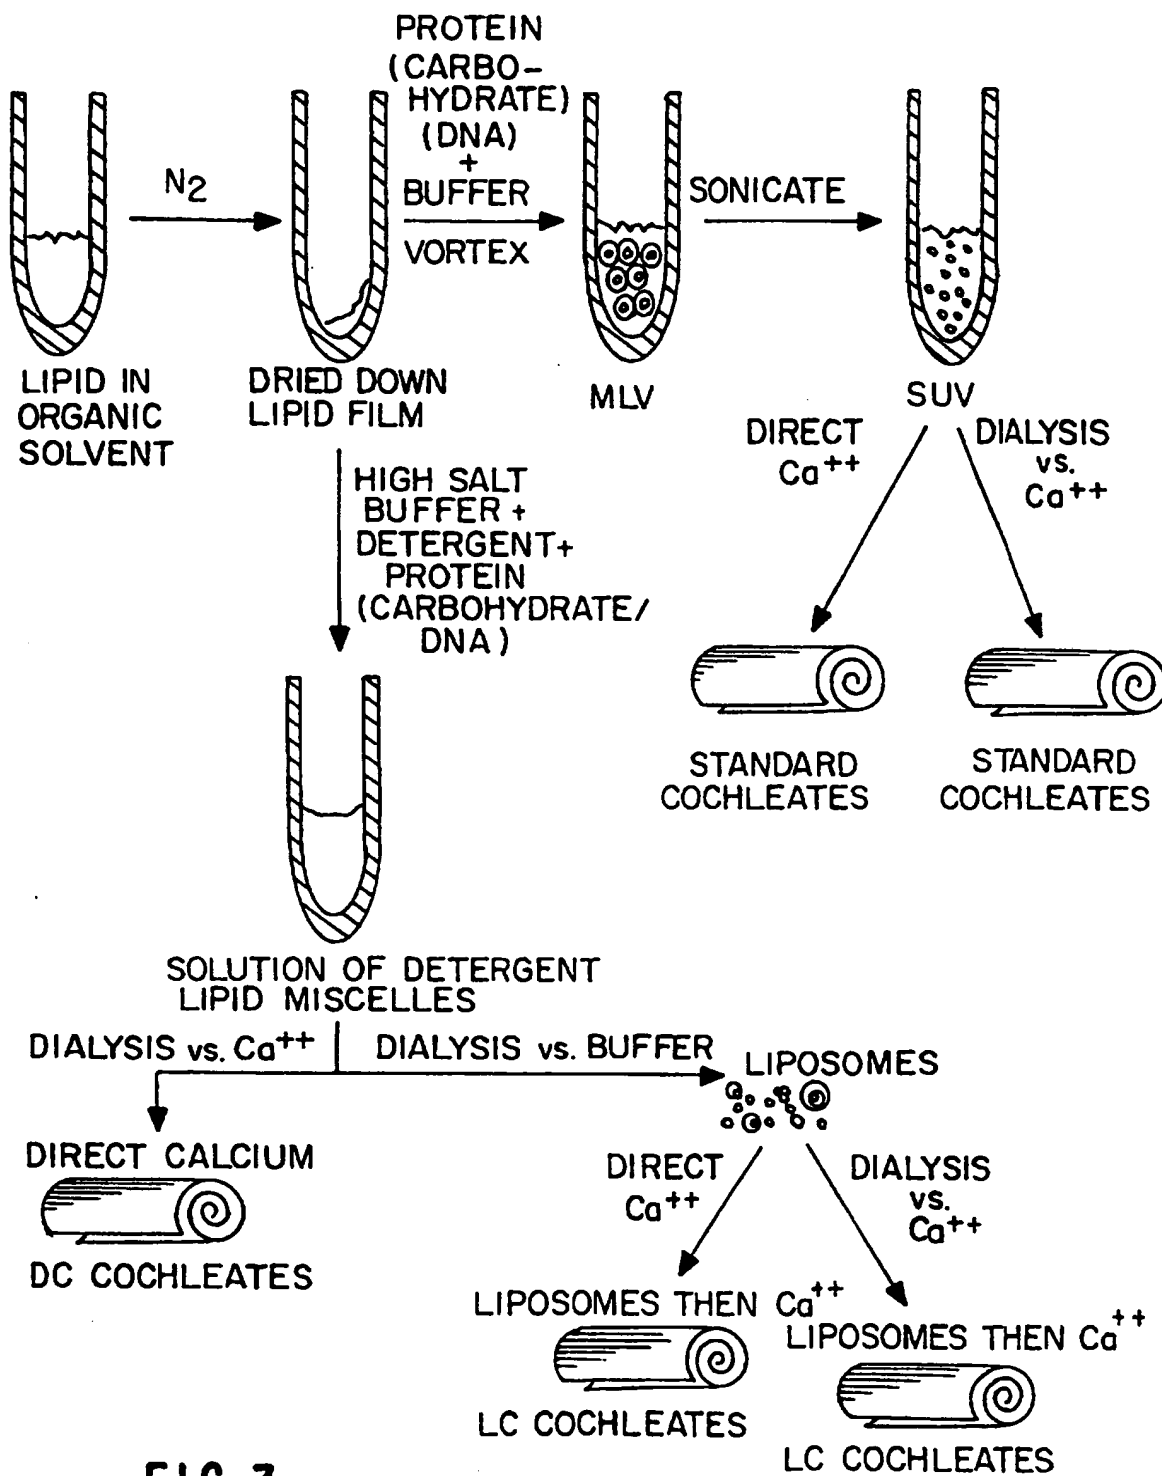 PROTEIN
(CARBO-
HYDRATE)
(DNA)
+
BUFFER
VORTEX
N2
SONICATE
LIPID IN
ORGANIC
SOLVENT
DRIED DOWN
LIPID FILM
MLV
SUV
DIRECT
Ca++
DIALYSIS
vs.
Ca++
HIGH SALT
BUFFER +
DETERGENT+
PROTEIN
(CARBOHYDRATE/
DNA)
STANDARD
COCHLEATES
STANDARD
COCHLEATES
SOLUTION OF DETERGENT
LIPID MISCELLES
DIALYSIS vs. Ca++
DIALYSIS vs. BUFFER
LIPOSOMES
DIRECT CALCIUM
DC COCHLEATES
DIRECT
Ca++
DIALYSIS
vs.
Ca++
LIPOSOMES THEN Ca++
LC COCHLEATES
LIPOSOMES THEN Ca++
LC COCHLEATES